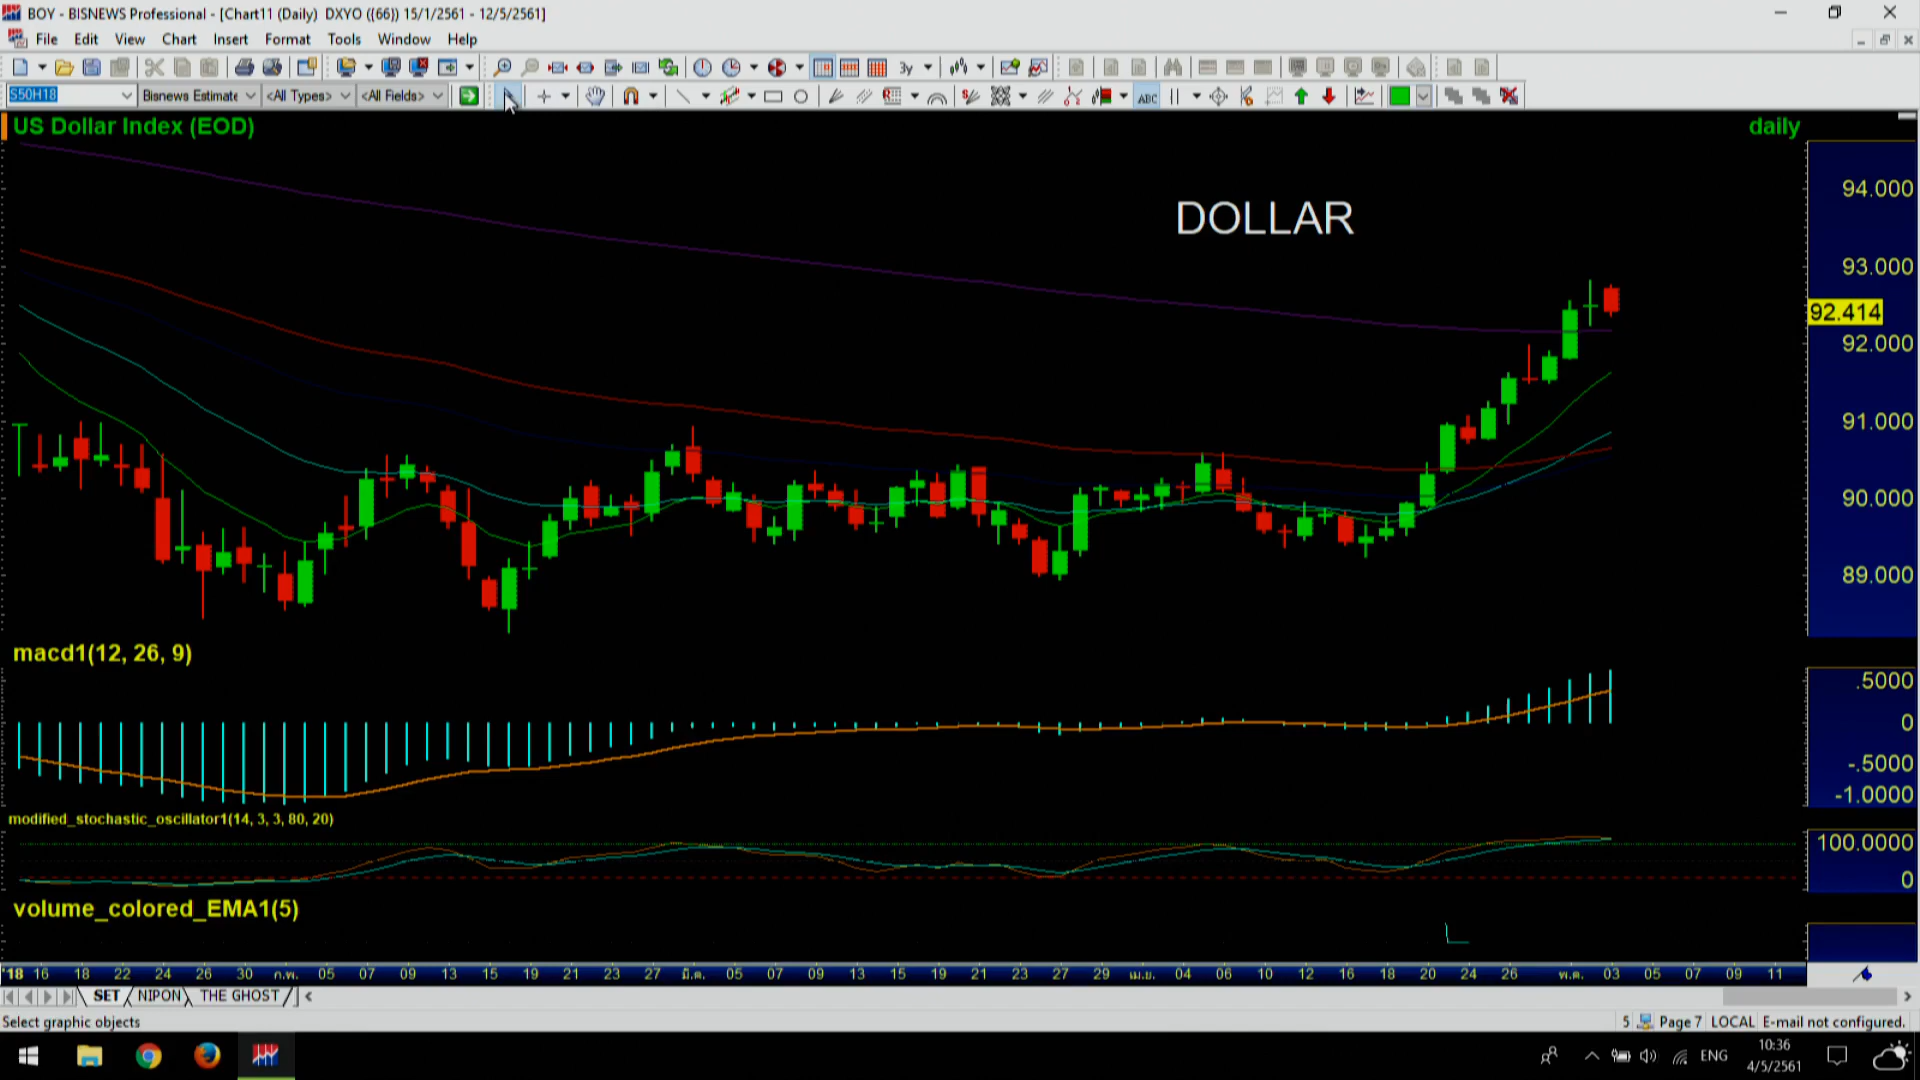 BOY - BISNEWS Professional - [Chart11 (Daily) DXYO ((66)) 15/1/2561 - 12/5/2561]
File Edit View Chart Insert Format Tools Window Help
3y
S50H18 Bisnews Estimate <All Types> <All Fields> ABC
US Dollar Index (EOD) daily
94.000
DOLLAR
93.000
92.414
92.000
91.000
90.000
89.000
macd1(12, 26, 9)
.5000
0
-.5000
-1.0000
modified_stochastic_oscillator1(14, 3, 3, 80, 20)
100.0000
0
volume_colored_EMA1(5)
'18 16 18 22 24 26 30 ก.พ. 05 07 09 13 15 19 21 23 27 มี.ค. 05 07 09 13 15 19 21 23 27 29 เม.ย. 04 06 10 12 16 18 20 24 26 พ.ค. 03 05 07 09 11
SET NIPON THE GHOST
Select graphic objects 5 Page 7 LOCAL E-mail not configured.
ENG 10:36
4/5/2561